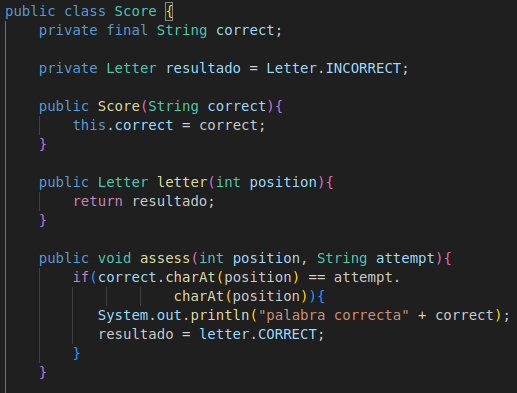 public class Score {
    private final String correct;

    private Letter resultado = Letter.INCORRECT;

    public Score(String correct){
        this.correct = correct;
    }

    public Letter letter(int position){
        return resultado;
    }

    public void assess(int position, String attempt){
        if(correct.charAt(position) == attempt.
                    charAt(position)){
           System.out.println("palabra correcta" + correct);
           resultado = letter.CORRECT;
        }
    }